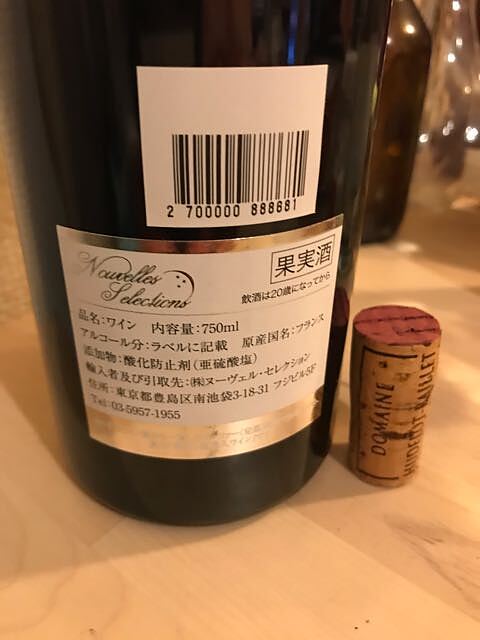 2 700000 888681
Nouvelles
Selections
果実酒
飲酒は20歳になってから
品名:ワイン 内容量:750ml
アルコール分:ラベルに記載 原産国名:フランス
添加物:酸化防止剤(亜硫酸塩)
輸入者及び引取先:㈱ヌーヴェル・セレクション
住所:東京都豊島区南池袋3-18-31 フジビル5F
Tel:03-5957-1955
DOMAINE
HUDELOT-BAILLET